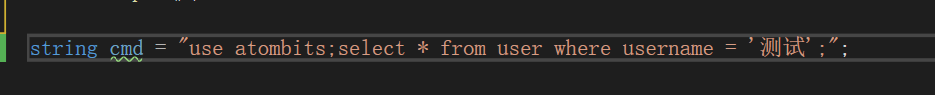 string cmd = "use atombits;select * from user where username = '测试';";